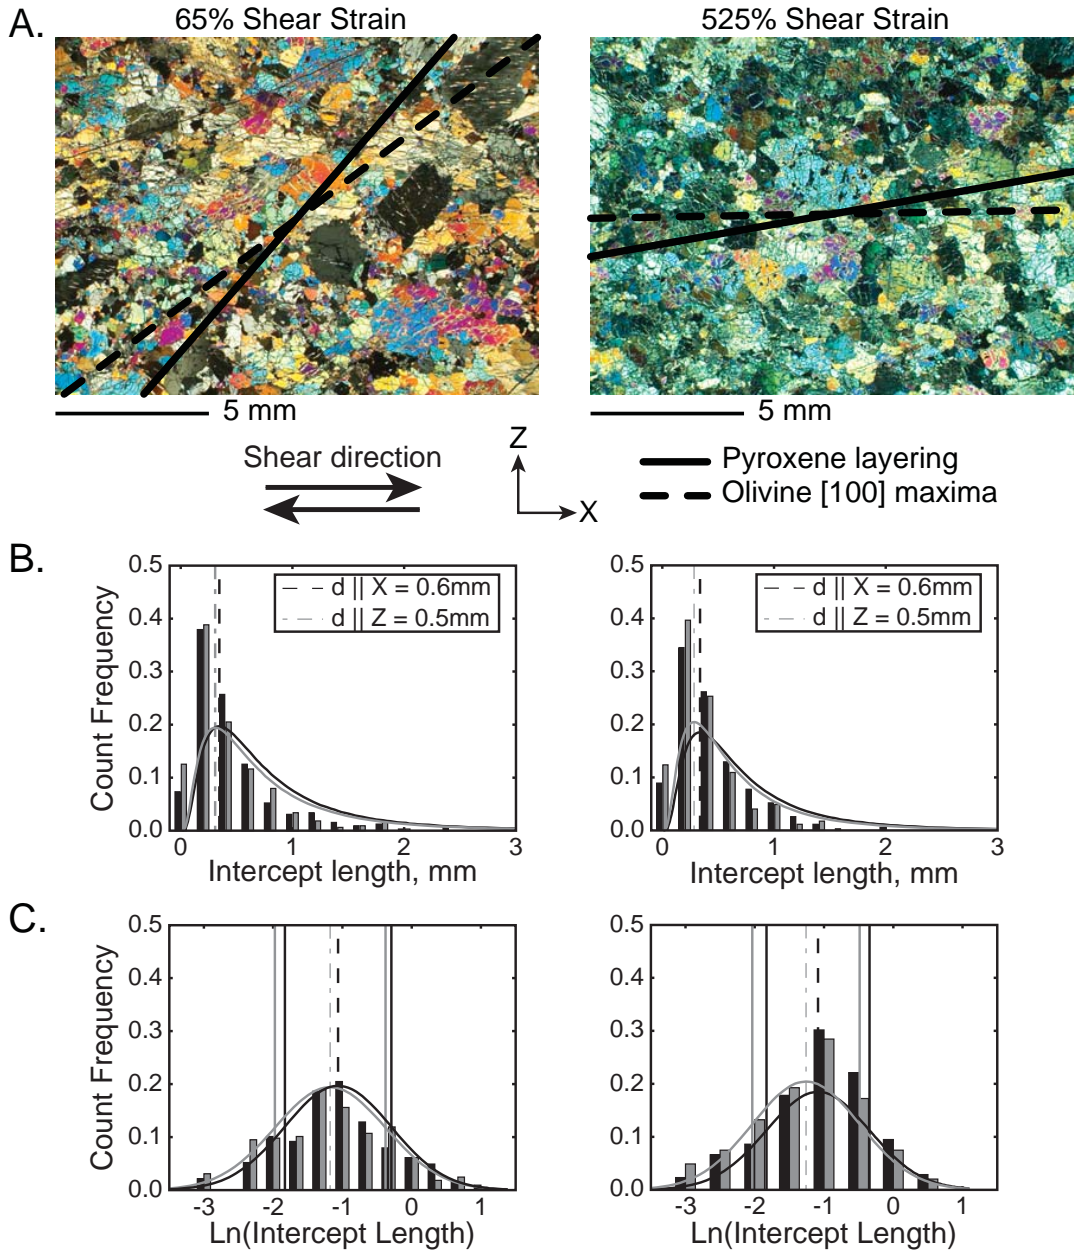 A.
65% Shear Strain
525% Shear Strain
5 mm
5 mm
Shear direction
Z
X
Pyroxene layering
Olivine [100] maxima
B.
Count Frequency
0.5
0.4
0.3
0.2
0.1
0.0
d || X = 0.6mm
d || Z = 0.5mm
0 1 2 3
Intercept length, mm
0.5
0.4
0.3
0.2
0.1
0.0
d || X = 0.6mm
d || Z = 0.5mm
0 1 2 3
Intercept length, mm
C.
Count Frequency
0.5
0.4
0.3
0.2
0.1
0.0
-3 -2 -1 0 1
Ln(Intercept Length)
0.5
0.4
0.3
0.2
0.1
0.0
-3 -2 -1 0 1
Ln(Intercept Length)